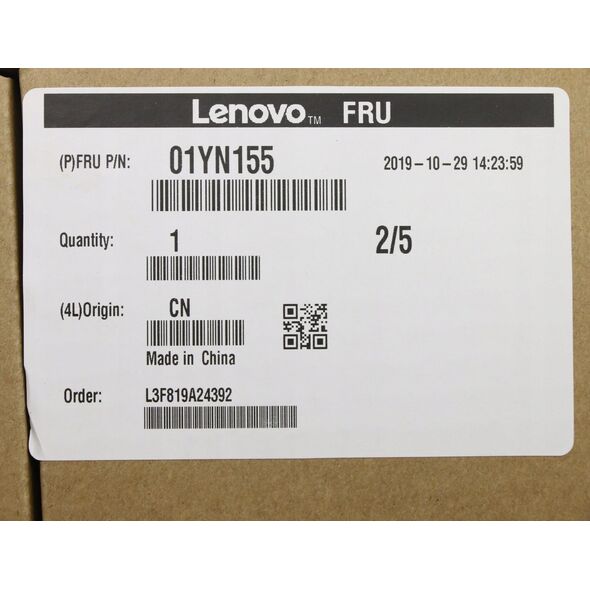 Lenovo™ FRU
(P)FRU P/N: 01YN155 2019-10-29 14:23:59
Quantity: 1 2/5
(4L)Origin: CN
Made in China
Order: L3F819A24392